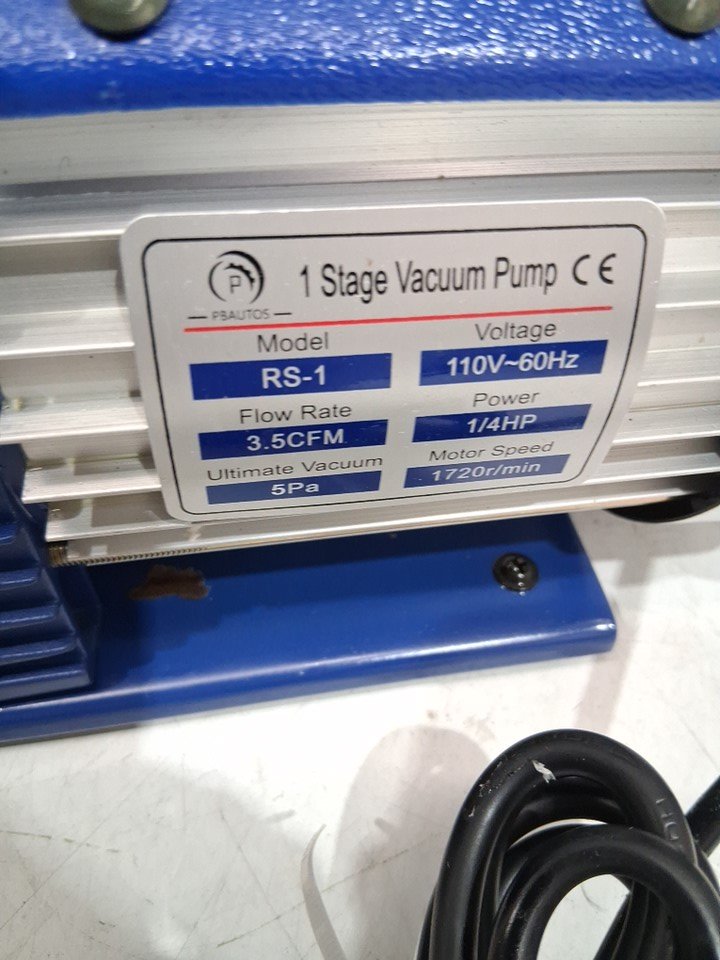 P
PBAUTOS
1 Stage Vacuum Pump CE
Model
RS-1
Voltage
110V~60Hz
Flow Rate
3.5CFM
Power
1/4HP
Ultimate Vacuum
5Pa
Motor Speed
1720r/min